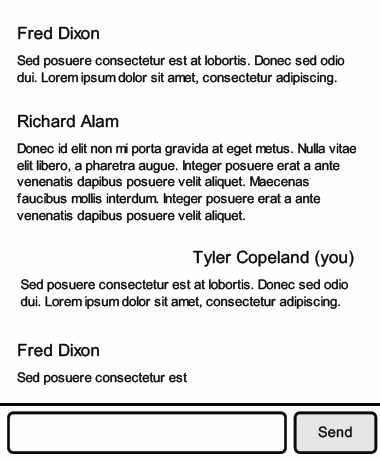 Fred Dixon
Sed posuere consectetur est at lobortis. Donec sed odio
dui. Lorem ipsum dolor sit amet, consectetur adipiscing.
Richard Alam
Donec id elit non mi porta gravida at eget metus. Nulla vitae
elit libero, a pharetra augue. Integer posuere erat a ante
venenatis dapibus posuere velit aliquet. Maecenas
faucibus mollis interdum. Integer posuere erat a ante
venenatis dapibus posuere velit aliquet.
Tyler Copeland (you)
Sed posuere consectetur est at lobortis. Donec sed odio
dui. Lorem ipsum dolor sit amet, consectetur adipiscing.
Fred Dixon
Sed posuere consectetur est
Send